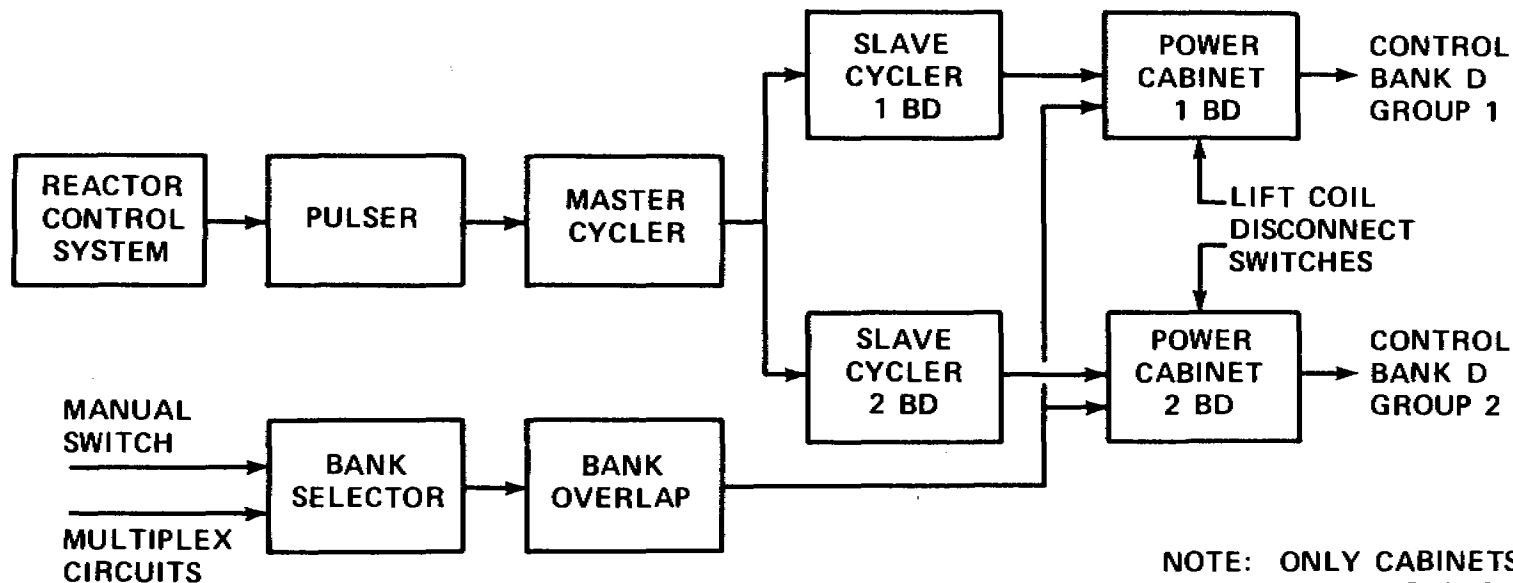 REACTOR
CONTROL
SYSTEM
PULSER
MASTER
CYCLER
SLAVE
CYCLER
1 BD
POWER
CABINET
1 BD
CONTROL
BANK D
GROUP 1
LIFT COIL
DISCONNECT
SWITCHES
SLAVE
CYCLER
2 BD
POWER
CABINET
2 BD
CONTROL
BANK D
GROUP 2
MANUAL
SWITCH
MULTIPLEX
CIRCUITS
BANK
SELECTOR
BANK
OVERLAP
NOTE: ONLY CABINETS